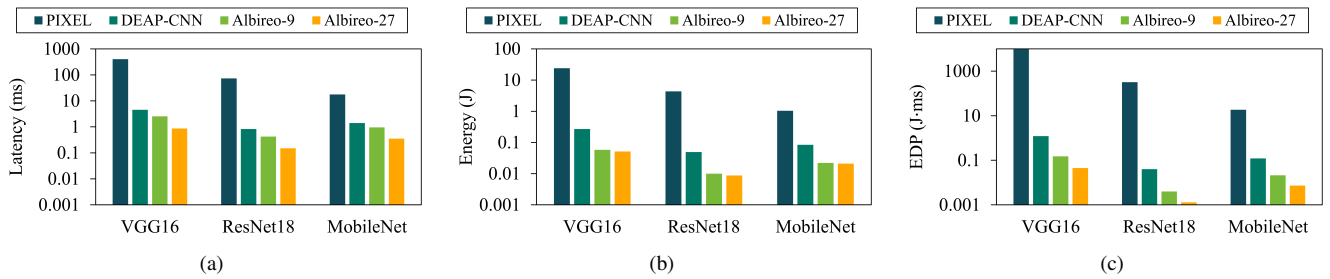 PIXEL DEAP-CNN Albireo-9 Albireo-27
Latency (ms)
1000
100
10
1
0.1
0.01
0.001
VGG16 ResNet18 MobileNet
(a)
PIXEL DEAP-CNN Albireo-9 Albireo-27
Energy (J)
100
10
1
0.1
0.01
0.001
VGG16 ResNet18 MobileNet
(b)
PIXEL DEAP-CNN Albireo-9 Albireo-27
EDP (J·ms)
1000
10
0.1
0.001
VGG16 ResNet18 MobileNet
(c)